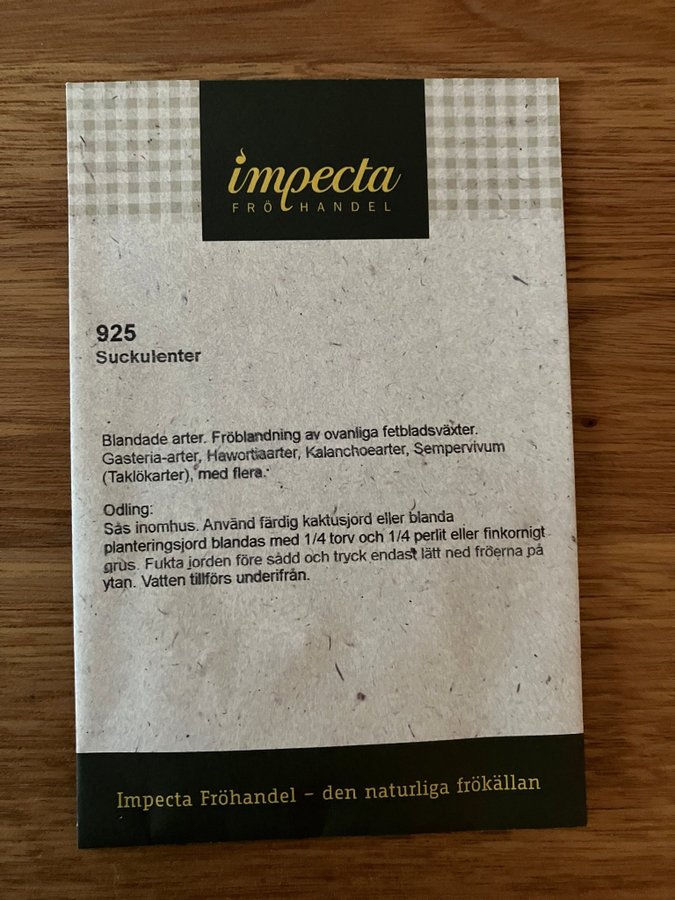 impecta
FRÖHANDEL
925
Suckulenter
Blandade arter. Fröblandning av ovanliga fetbladsväxter.
Gasteria-arter, Hawortiaarter, Kalanchoearter, Sempervivum
(Taklökarter), med flera.
Odling:
Sås inomhus. Använd färdig kaktusjord eller blanda
planteringsjord blandas med 1/4 torv och 1/4 perlit eller finkornigt
grus. Fukta jorden före sådd och tryck endast lätt ned fröerna på
ytan. Vatten tillförs underifrån.
Impecta Fröhandel – den naturliga frökällan